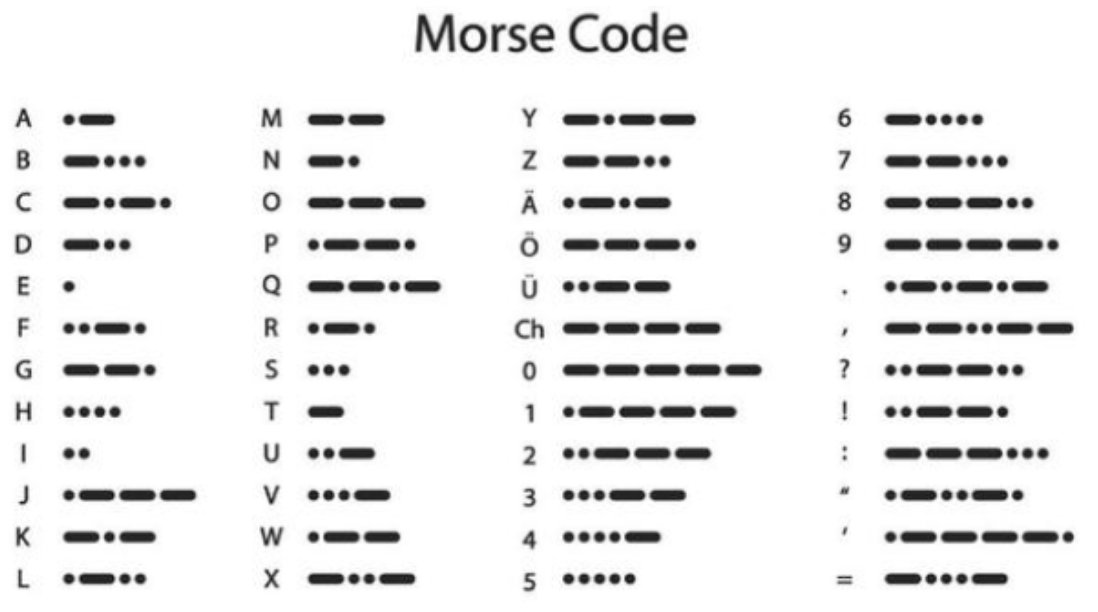 Morse Code
A •— M —— Y —•—— 6 —••••
B —••• N —• Z ——•• 7 ——•••
C —•—• O ——— Ä •—•— 8 ———••
D —•• P •——• Ö ———• 9 ————•
E • Q ——•— Ü ••—— . •—•—•—
F ••—• R •—• Ch ———— , ——••——
G ——• S ••• 0 ————— ? ••——••
H •••• T — 1 •———— ! ••——•
I •• U ••— 2 ••——— : ———•••
J •——— V •••— 3 •••—— “ •—••—•
K —•— W •—— 4 ••••— ′ •————•
L •—•• X —••— 5 ••••• = —•••—